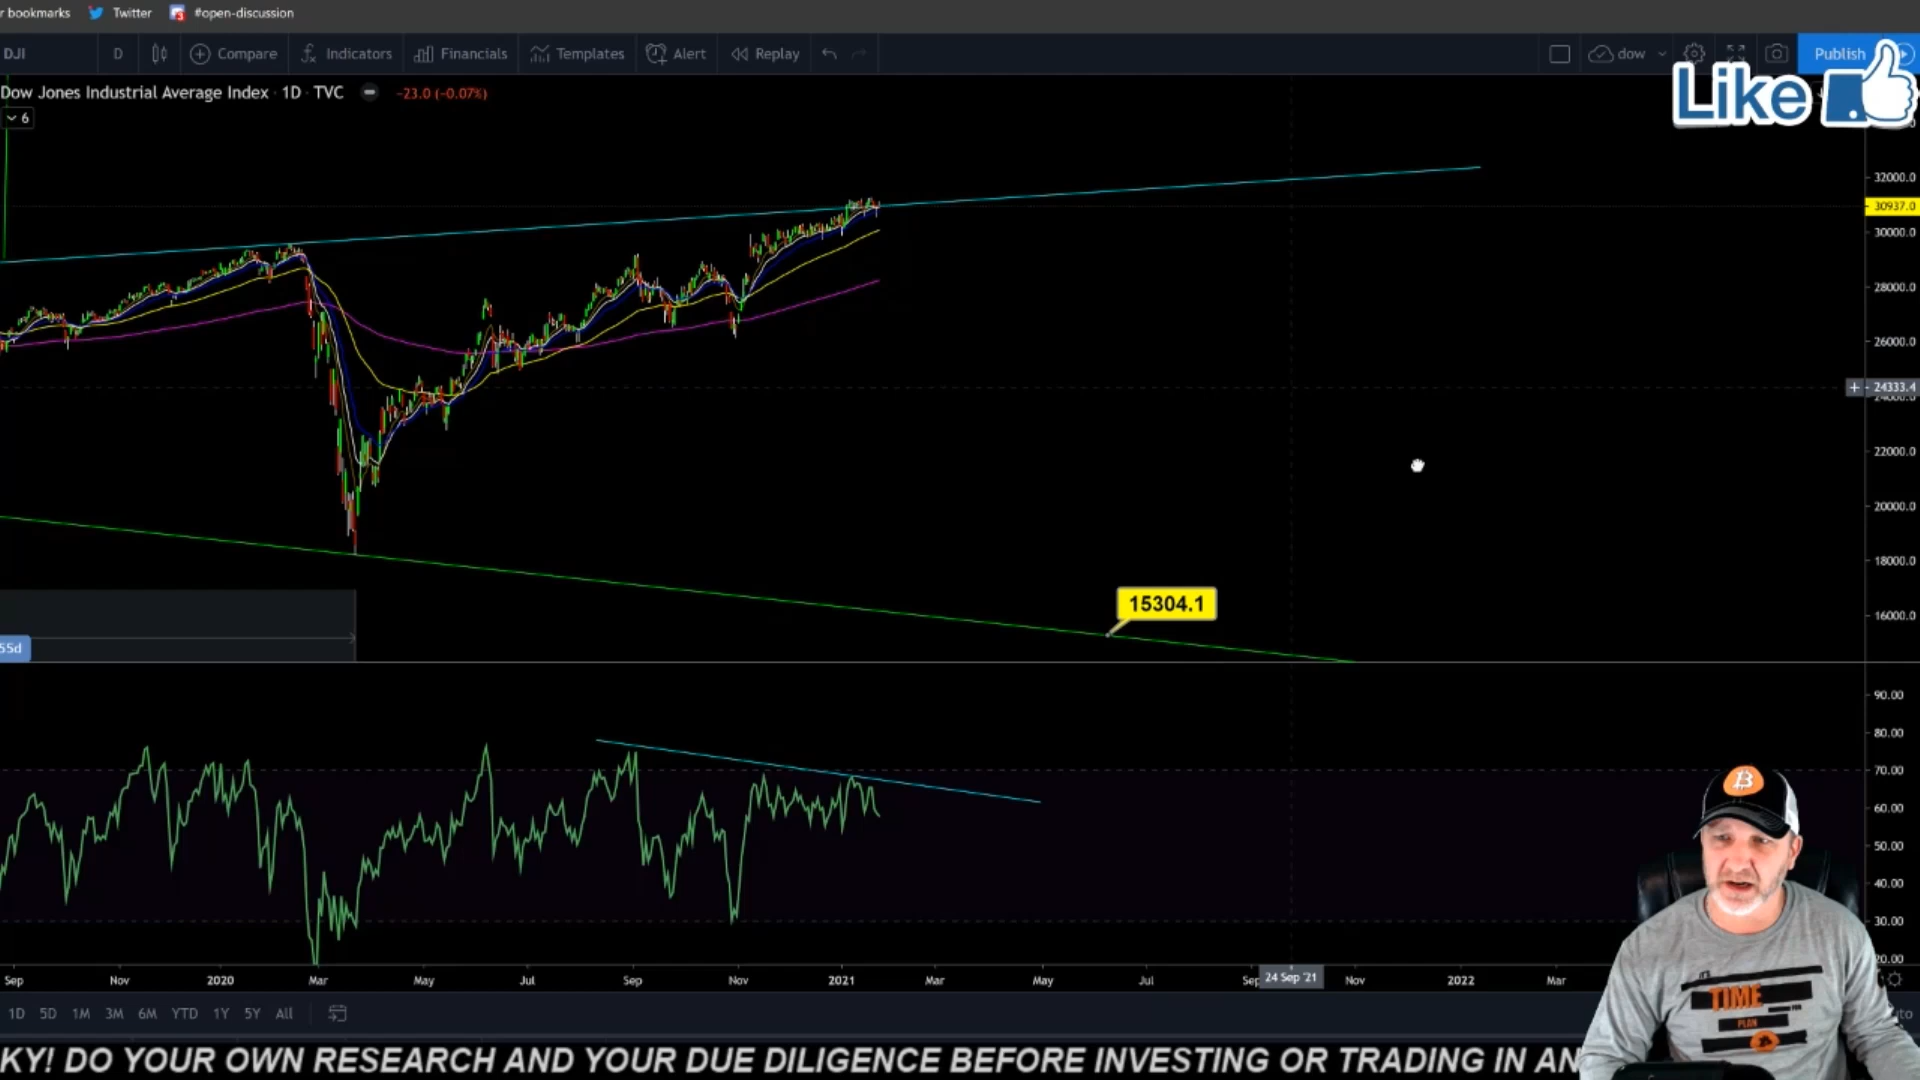 r bookmarks Twitter #open-discussion
DJI D Compare Indicators Financials Templates Alert Replay dow Publish
Like
Dow Jones Industrial Average Index · 1D · TVC −23.0 (−0.07%)
6
32000.0
30937.0
30000.0
28000.0
26000.0
24333.4
22000.0
20000.0
18000.0
15304.1
16000.0
55d
90.00
80.00
70.00
60.00
50.00
40.00
30.00
20.00
Sep Nov 2020 Mar May Jul Sep Nov 2021 Mar May Jul Sep 24 Sep '21 Nov 2022 Mar
1D 5D 1M 3M 6M YTD 1Y 5Y All
TIME
PLAN
KY! DO YOUR OWN RESEARCH AND YOUR DUE DILIGENCE BEFORE INVESTING OR TRADING IN AN